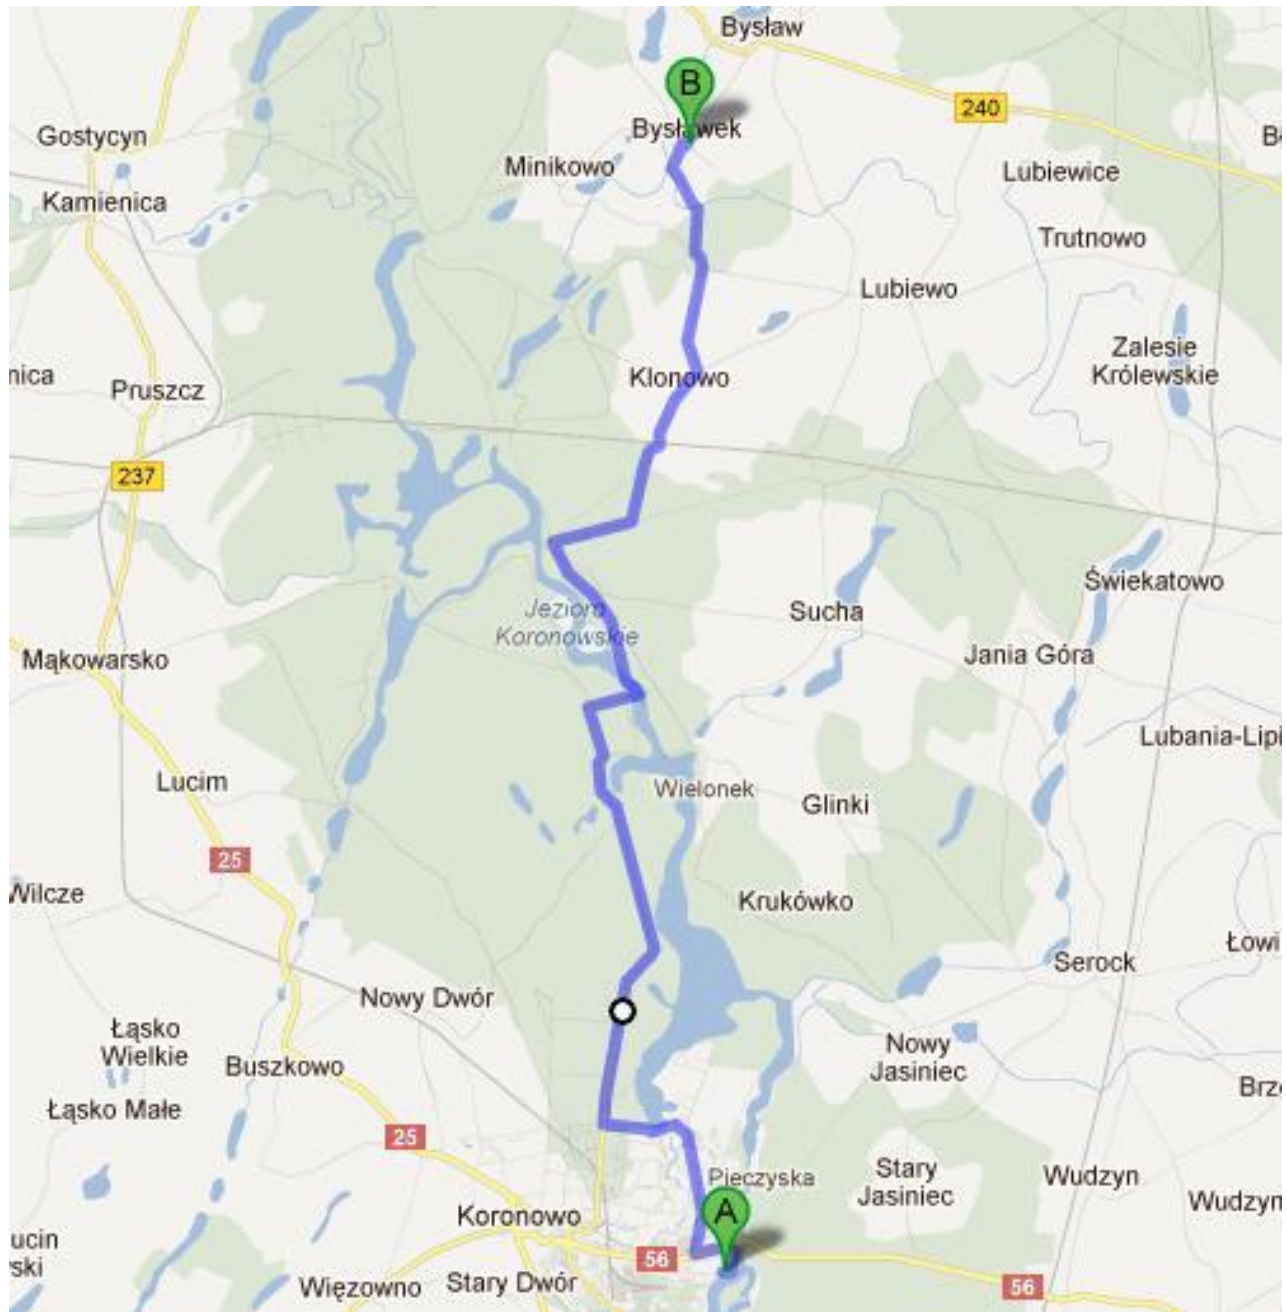 Bysław
B
240
Bysławek
Gostycyn
Minikowo
Lubiewice
Kamienica
Trutnowo
Lubiewo
Zalesie
Królewskie
nica
Klonowo
Pruszcz
237
Świekatowo
Jezioro
Koronowskie
Sucha
Jania Góra
Mąkowarsko
Lubania-Lipi
Lucim
Wielonek
Glinki
25
Wilcze
Krukówko
Łowi
Serock
Nowy Dwór
Łąsko
Wielkie
Nowy
Jasiniec
Buszkowo
Brzę
Łąsko Małe
25
Pieczyska
Stary
Jasiniec
Wudzyn
Wudzyn
A
Koronowo
ucin
ski
56
Więzowno
Stary Dwór
56